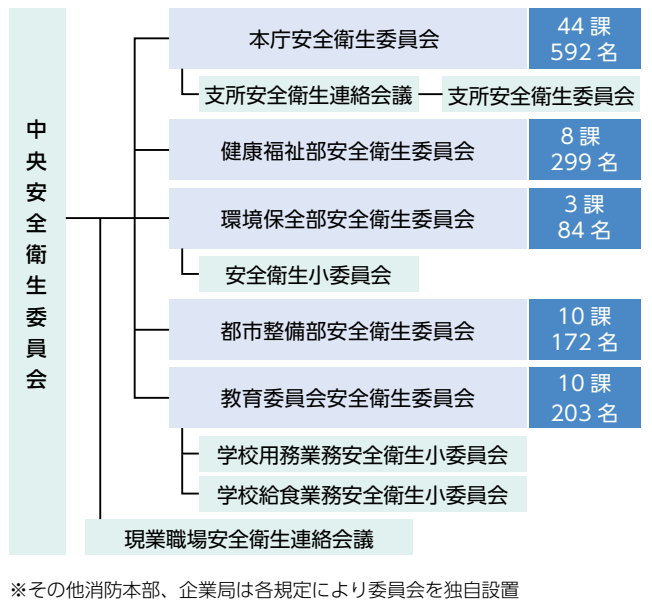 中央安全衛生委員会
本庁安全衛生委員会
44 課
592 名
支所安全衛生連絡会議
支所安全衛生委員会
健康福祉部安全衛生委員会
8 課
299 名
環境保全部安全衛生委員会
3 課
84 名
安全衛生小委員会
都市整備部安全衛生委員会
10 課
172 名
教育委員会安全衛生委員会
10 課
203 名
学校用務業務安全衛生小委員会
学校給食業務安全衛生小委員会
現業職場安全衛生連絡会議
※その他消防本部、企業局は各規定により委員会を独自設置